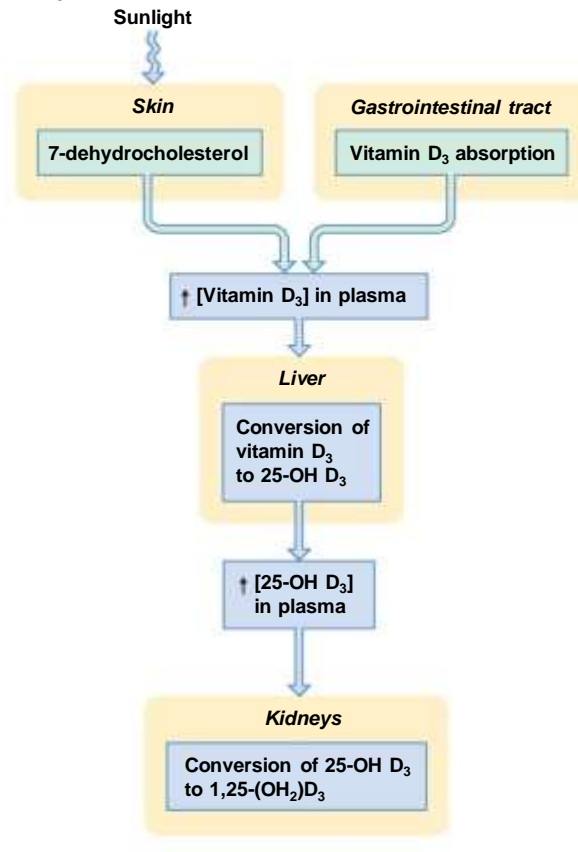 Sunlight
Skin
7-dehydrocholesterol
Gastrointestinal tract
Vitamin D₃ absorption
↑ [Vitamin D₃] in plasma
Liver
Conversion of
vitamin D₃
to 25-OH D₃
↑ [25-OH D₃]
in plasma
Kidneys
Conversion of 25-OH D₃
to 1,25-(OH₂)D₃